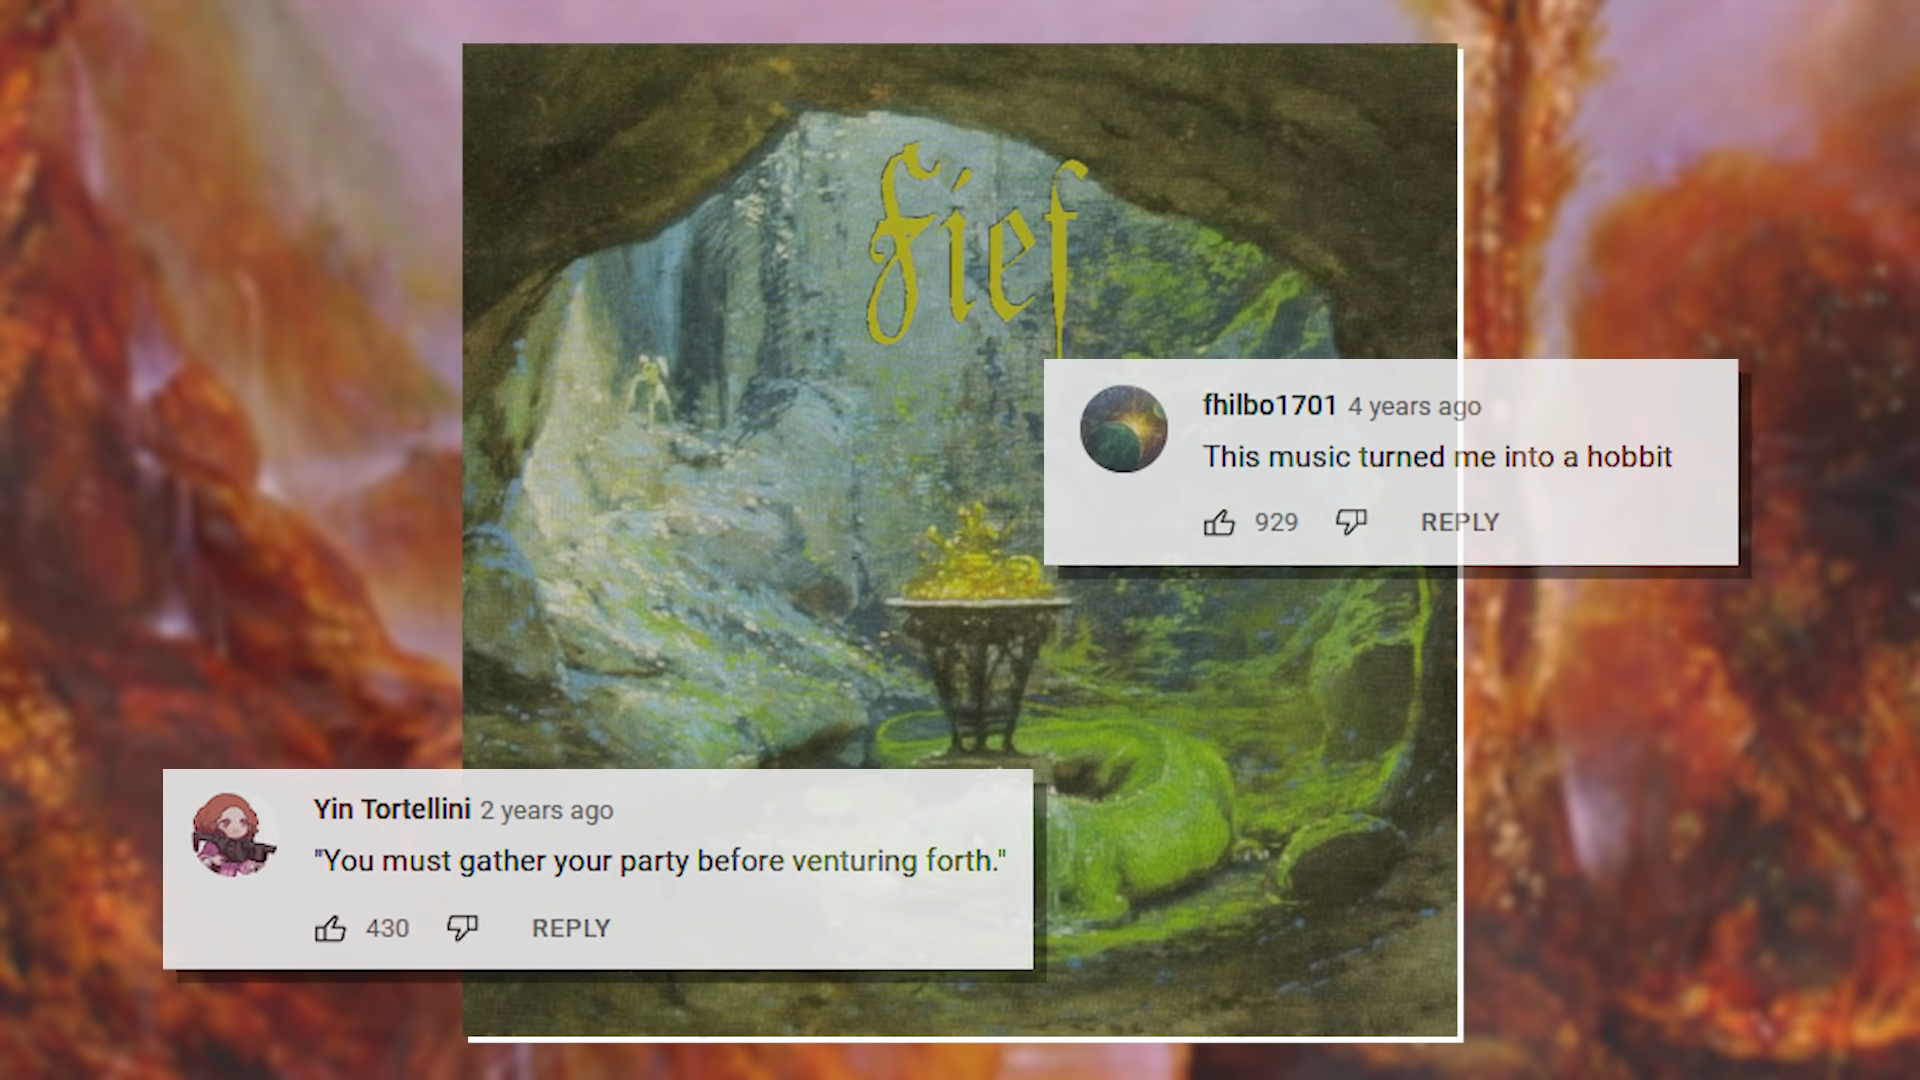 Fief
fhilbo1701 4 years ago
This music turned me into a hobbit
929 REPLY
Yin Tortellini 2 years ago
"You must gather your party before venturing forth."
430 REPLY